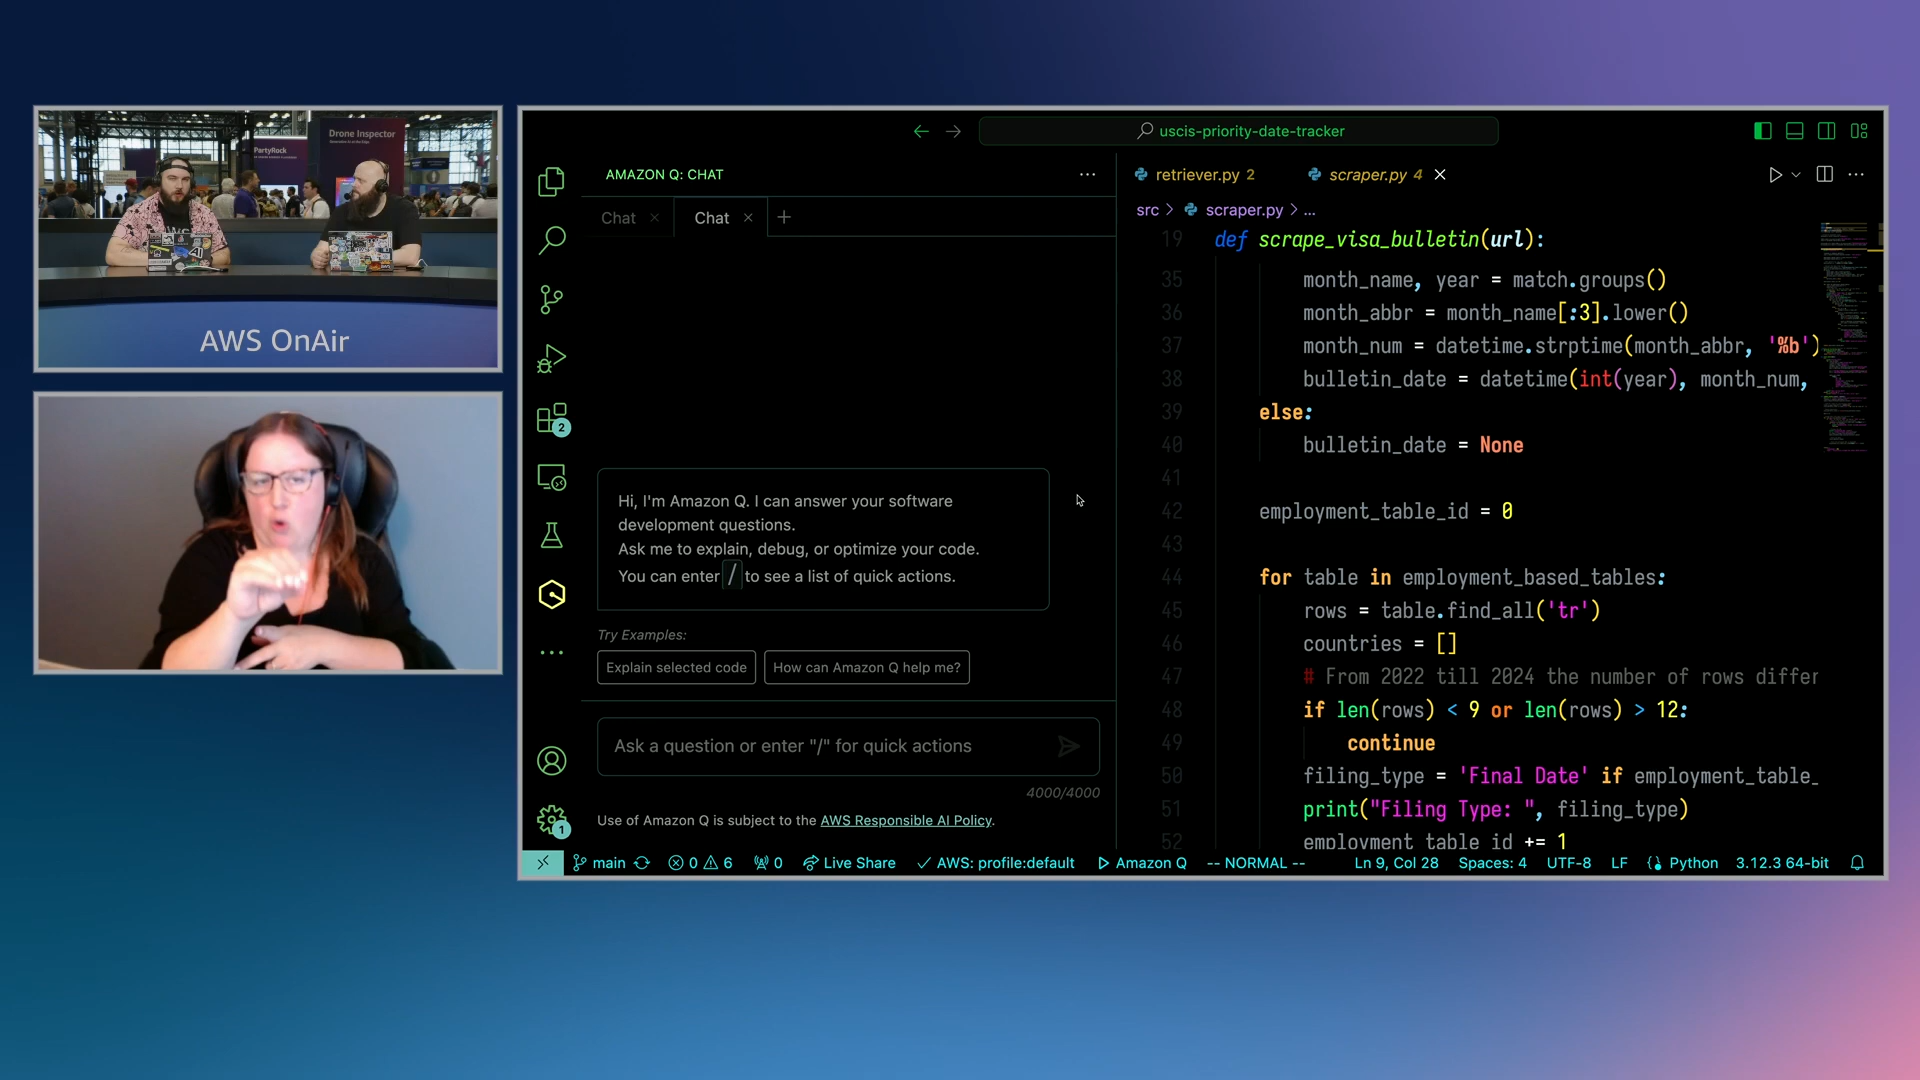 PartyRock
Drone Inspector
AWS OnAir
uscis-priority-date-tracker
AMAZON Q: CHAT
Chat
Chat
Hi, I'm Amazon Q. I can answer your software
development questions.
Ask me to explain, debug, or optimize your code.
You can enter / to see a list of quick actions.
Try Examples:
Explain selected code
How can Amazon Q help me?
Ask a question or enter "/" for quick actions
4000/4000
Use of Amazon Q is subject to the AWS Responsible AI Policy.
2
1
retriever.py 2
scraper.py 4
src > scraper.py > ...
19 def scrape_visa_bulletin(url):
35 month_name, year = match.groups()
36 month_abbr = month_name[:3].lower()
37 month_num = datetime.strptime(month_abbr, '%b')
38 bulletin_date = datetime(int(year), month_num,
39 else:
40 bulletin_date = None
41
42 employment_table_id = 0
43
44 for table in employment_based_tables:
45 rows = table.find_all('tr')
46 countries = []
47 # From 2022 till 2024 the number of rows differ
48 if len(rows) < 9 or len(rows) > 12:
49 continue
50 filing_type = 'Final Date' if employment_table_
51 print("Filing Type: ", filing_type)
52 employment_table_id += 1
main 0 6 0 Live Share AWS: profile:default Amazon Q -- NORMAL -- Ln 9, Col 28 Spaces: 4 UTF-8 LF Python 3.12.3 64-bit